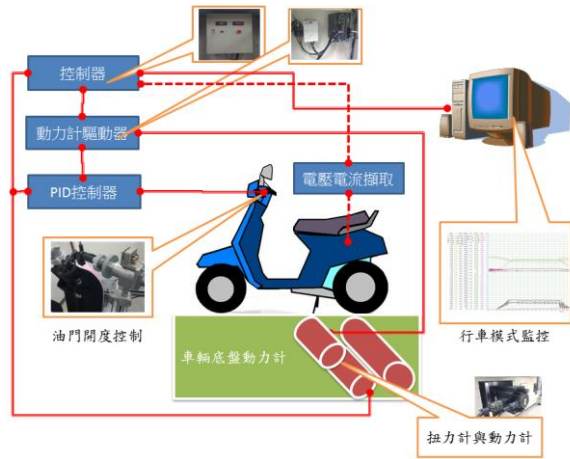 控制器
動力計驅動器
PID控制器
電壓電流擷取
油門開度控制
車輛底盤動力計
行車模式監控
扭力計與動力計